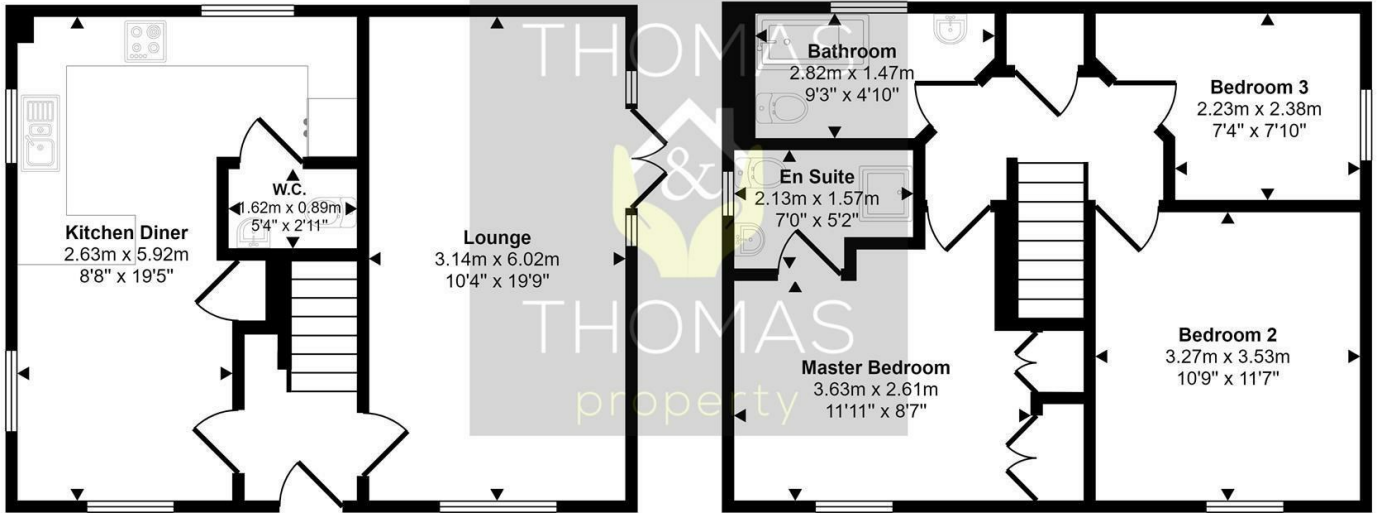 THOMAS
&
THOMAS
property
Kitchen Diner
2.63m x 5.92m
8'8" x 19'5"
W.C.
1.62m x 0.89m
5'4" x 2'11"
Lounge
3.14m x 6.02m
10'4" x 19'9"
Bathroom
2.82m x 1.47m
9'3" x 4'10"
En Suite
2.13m x 1.57m
7'0" x 5'2"
Master Bedroom
3.63m x 2.61m
11'11" x 8'7"
Bedroom 3
2.23m x 2.38m
7'4" x 7'10"
Bedroom 2
3.27m x 3.53m
10'9" x 11'7"